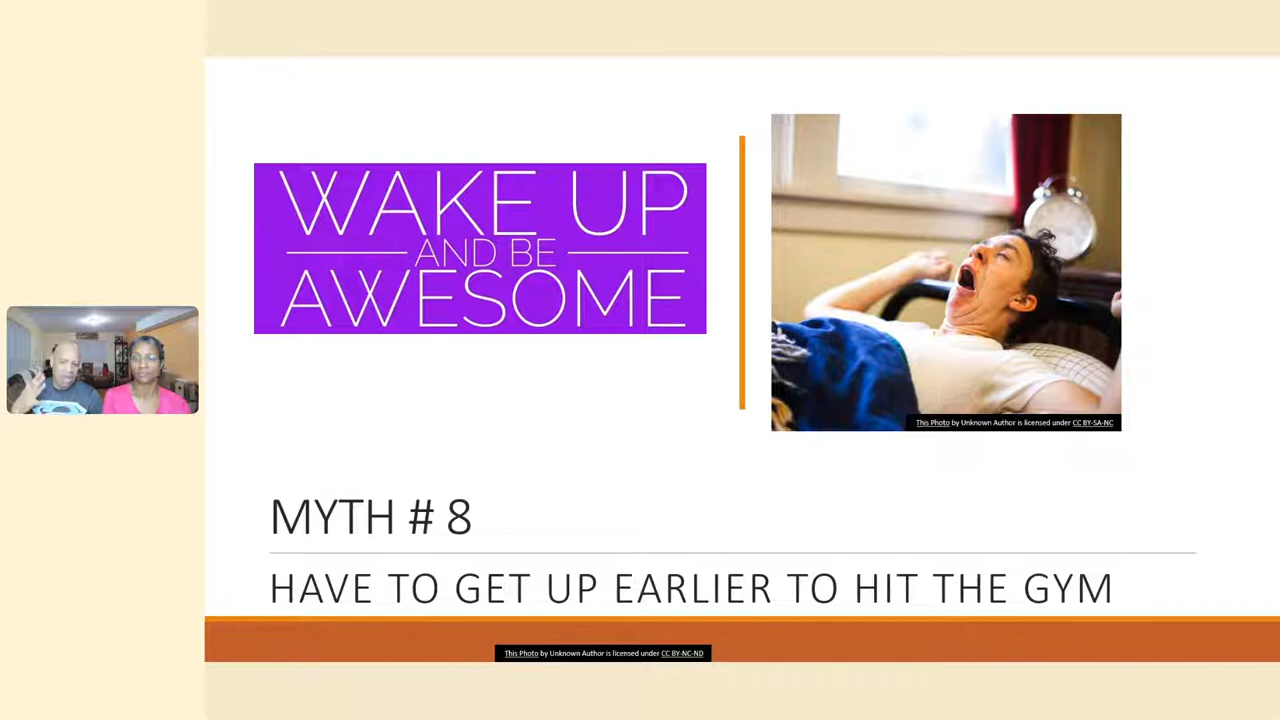 WAKE UP
AND BE
AWESOME
This Photo by Unknown Author is licensed under CC BY-SA-NC
MYTH # 8
HAVE TO GET UP EARLIER TO HIT THE GYM
This Photo by Unknown Author is licensed under CC BY-NC-ND